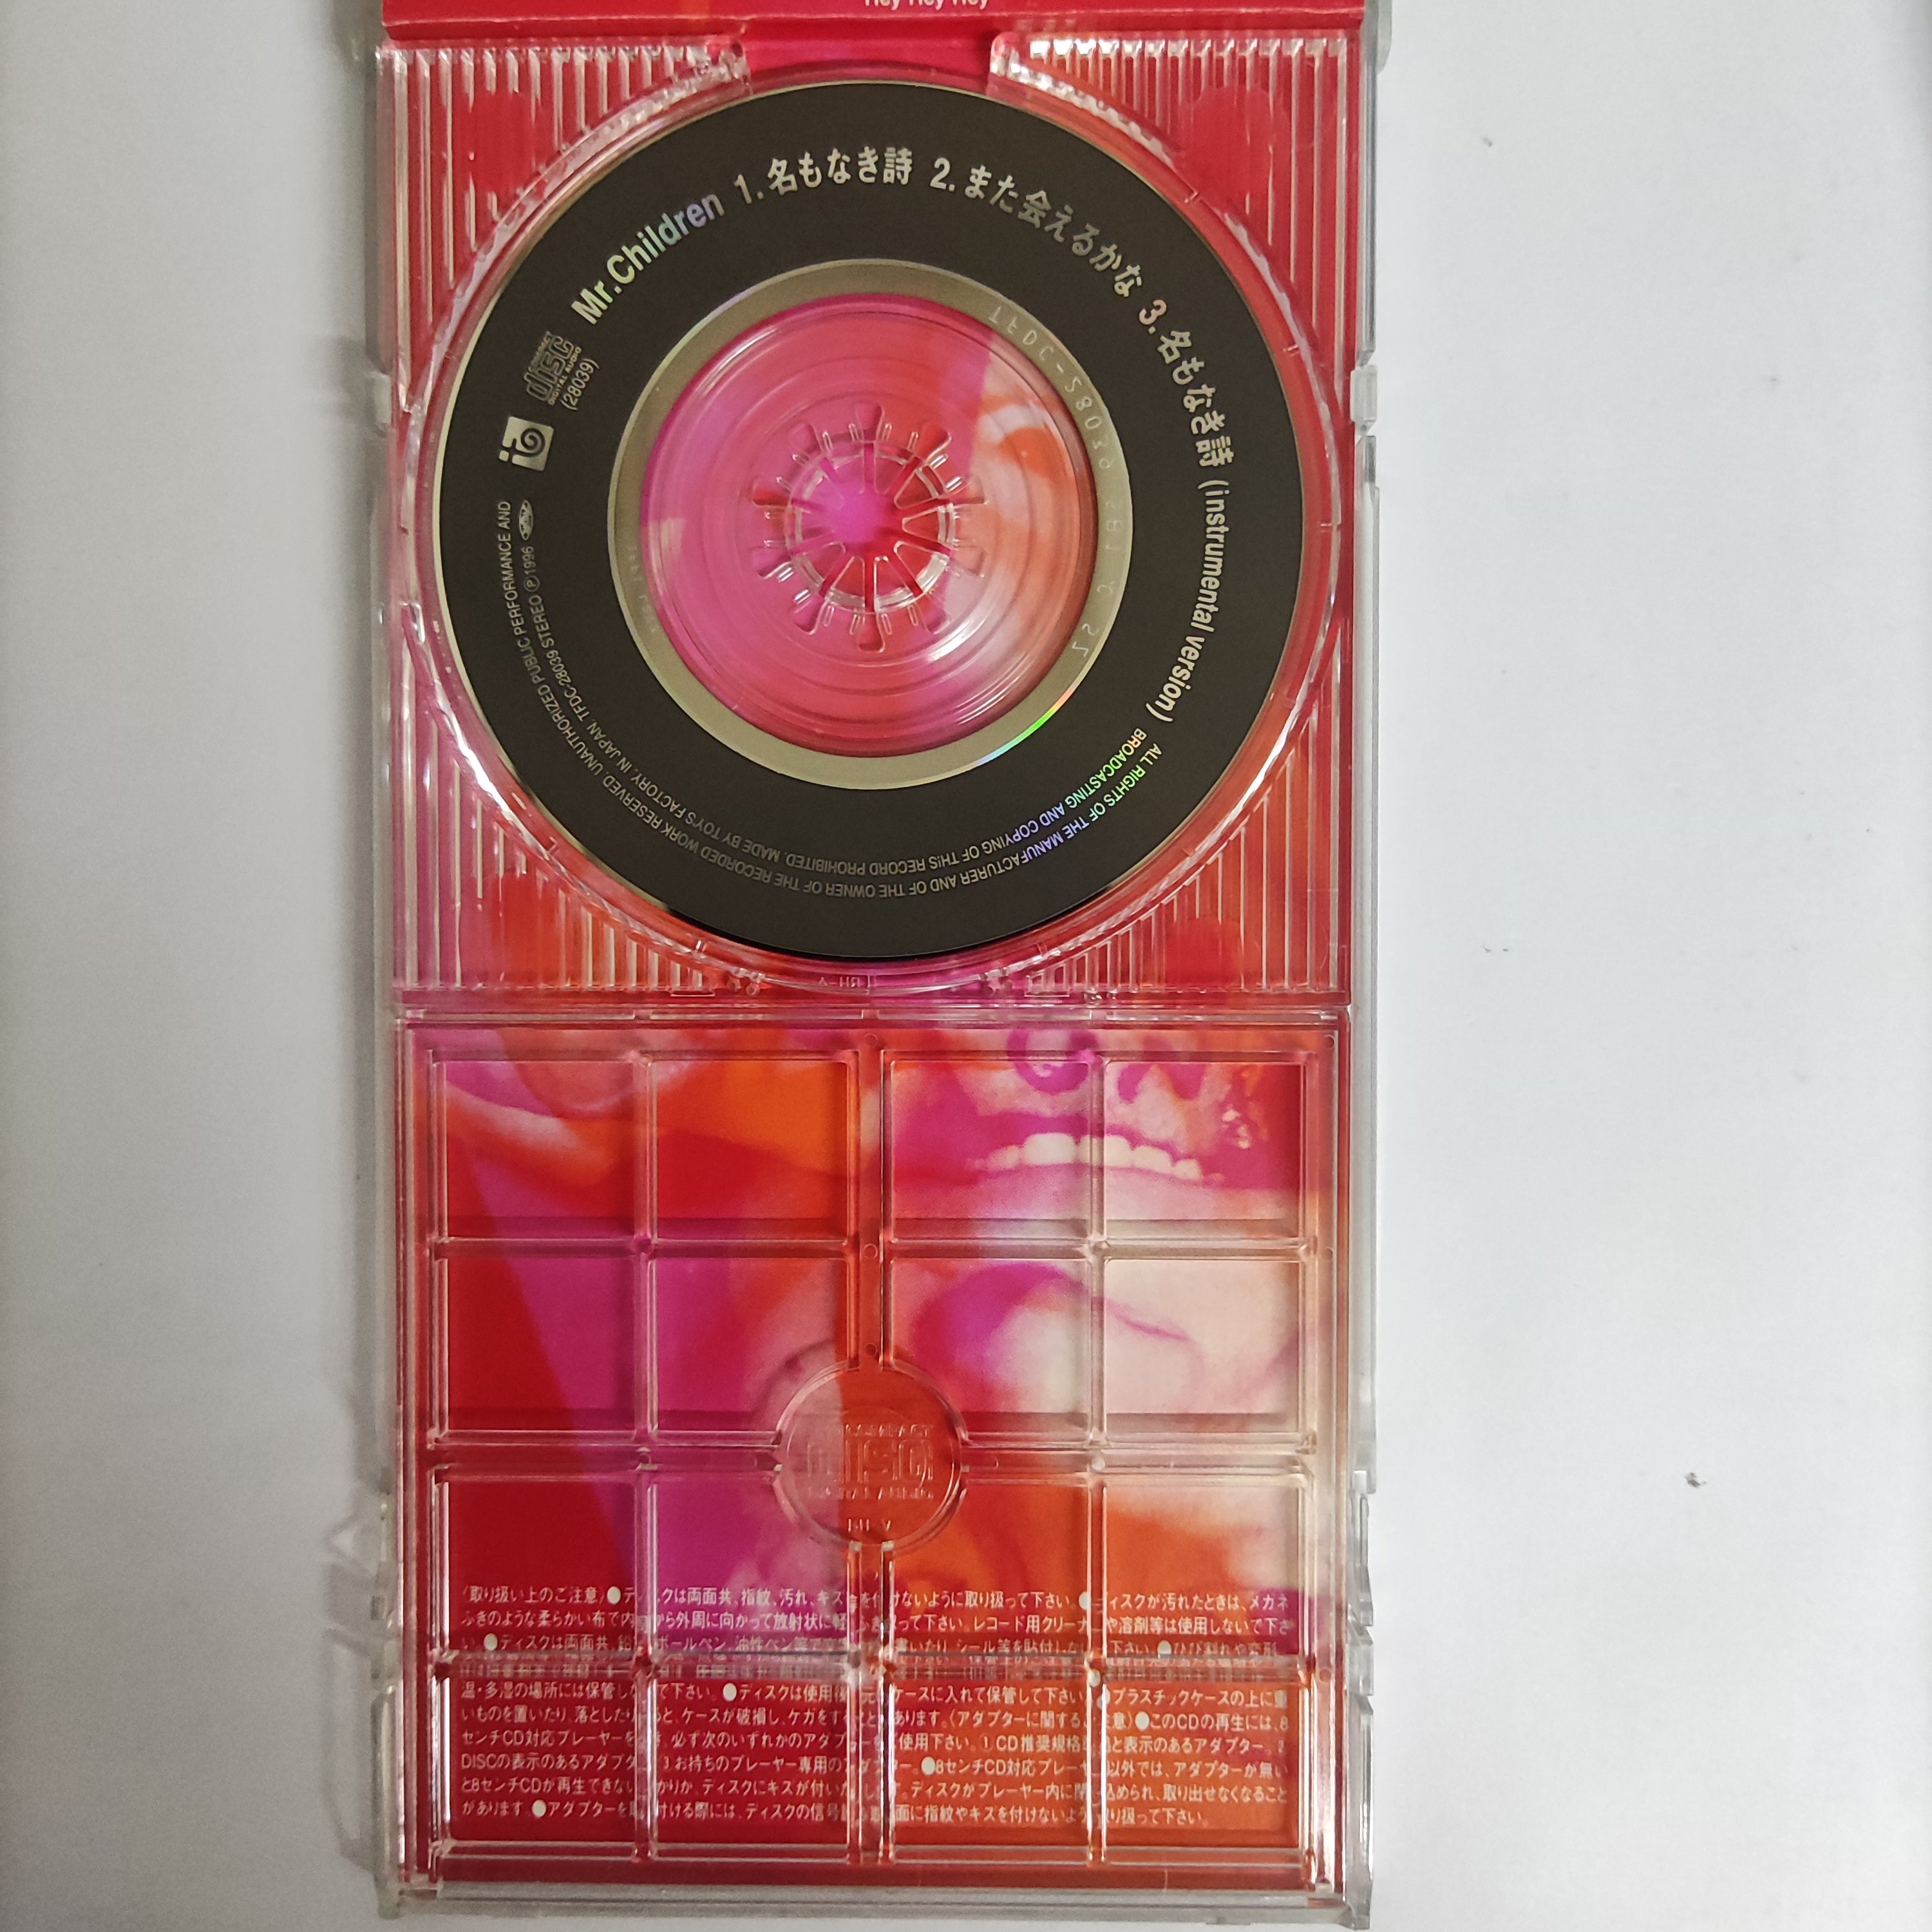 Hey Hey Hey
Mr.Children 1.名もなき詩 2.また会えるかな 3.名もなき詩 (instrumental version)
COMPACT
disc
DIGITAL AUDIO
(28039)
ALL RIGHTS OF THE MANUFACTURER AND OF THE OWNER OF THE RECORDED WORK RESERVED. UNAUTHORIZED PUBLIC PERFORMANCE AND
BROADCASTING AND COPYING OF THIS RECORD PROHIBITED. MADE BY TOY'S FACTORY. IN JAPAN. TFDC-28039 STEREO Ⓟ1996
TFDC-28039
COMPACT
disc
DIGITAL AUDIO
〈取り扱い上のご注意〉●ディスクは両面共、指紋、汚れ、キズ等を付けないように取り扱って下さい。●ディスクが汚れたときは、メガネ
ふきのような柔らかい布で内周から外周に向かって放射状に軽くふき取って下さい。レコード用クリーナーや溶剤等は使用しないで下さ
い。●ディスクは両面共、鉛筆、ボールペン、油性ペン等で文字を書いたり、シール等を貼付しないで下さい。●ひび割れや変形
温・多湿の場所には保管しないで下さい。●ディスクは使用後、元のケースに入れて保管して下さい。●プラスチックケースの上に重
いものを置いたり、落としたりすると、ケースが破損し、ケガをすることがあります。〈アダプターに関するご注意〉●このCDの再生には、8
センチCD対応プレーヤーを除き、必ず次のいずれかのアダプターをご使用下さい。① CD推奨規格 と表示のあるアダプター
DISCの表示のあるアダプター ③お持ちのプレーヤー専用のアダプター。●8センチCD対応プレーヤー以外では、アダプターが無い
と8センチCDが再生できないばかりか、ディスクにキズが付いたりします。ディスクがプレーヤー内に閉じ込められ、取り出せなくなること
があります。●アダプターを取り付ける際には、ディスクの信号 面に指紋やキズを付けないよう取り扱って下さい。